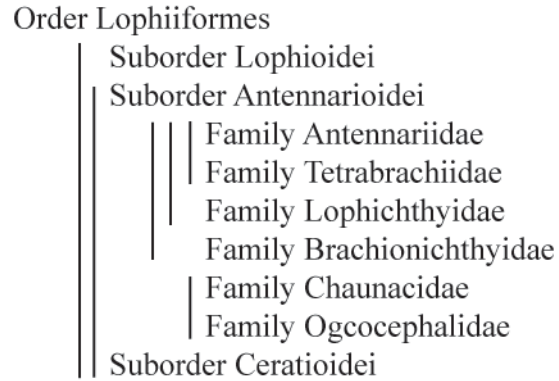 Order Lophiiformes
Suborder Lophioidei
Suborder Antennarioidei
Family Antennariidae
Family Tetrabrachiidae
Family Lophichthyidae
Family Brachionichthyidae
Family Chaunacidae
Family Ogcocephalidae
Suborder Ceratioidei